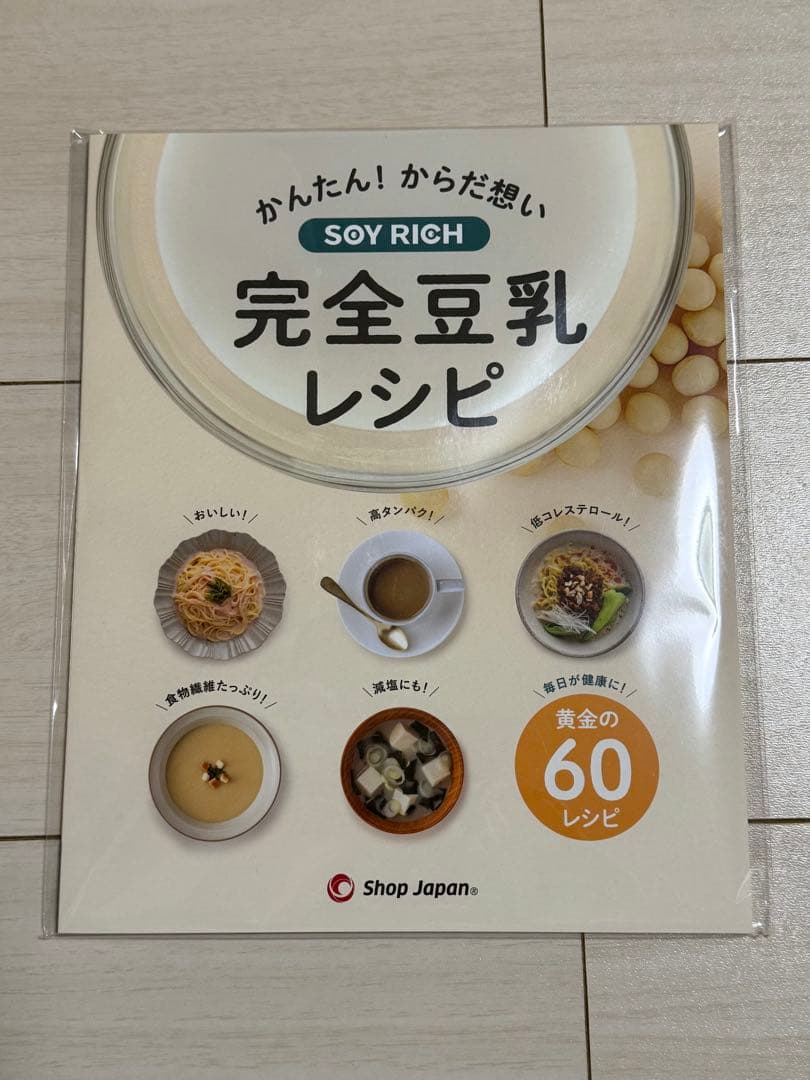 かんたん！からだ想い
SOY RICH
完全豆乳
レシピ
おいしい！
高タンパク！
低コレステロール！
食物繊維たっぷり！
減塩にも！
毎日が健康に！
黄金の
60
レシピ
Shop Japan®